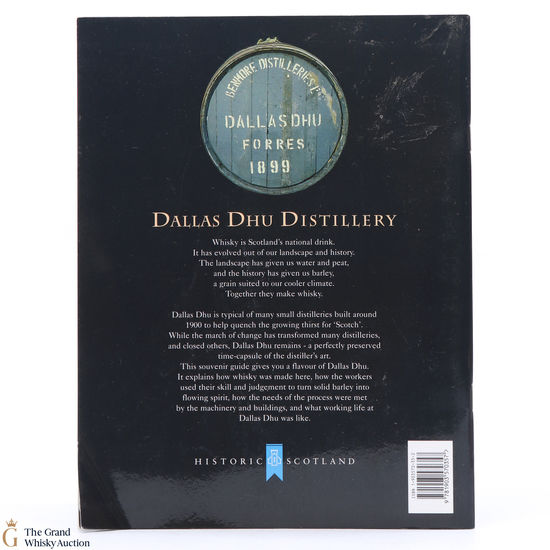 BENMORE DISTILLERIES L
DALLAS DHU
FORRES
1899
DALLAS DHU DISTILLERY
Whisky is Scotland's national drink.
It has evolved out of our landscape and history.
The landscape has given us water and peat,
and the history has given us barley,
a grain suited to our cooler climate.
Together they make whisky.
Dallas Dhu is typical of many small distilleries built around
1900 to help quench the growing thirst for 'Scotch'.
While the march of change has transformed many distilleries,
and closed others, Dallas Dhu remains - a perfectly preserved
time-capsule of the distiller's art.
This souvenir guide gives you a flavour of Dallas Dhu.
It explains how whisky was made here, how the workers
used their skill and judgement to turn solid barley into
flowing spirit, how the needs of the process were met
by the machinery and buildings, and what working life at
Dallas Dhu was like.
HISTORIC SCOTLAND
G
The Grand
Whisky Auction